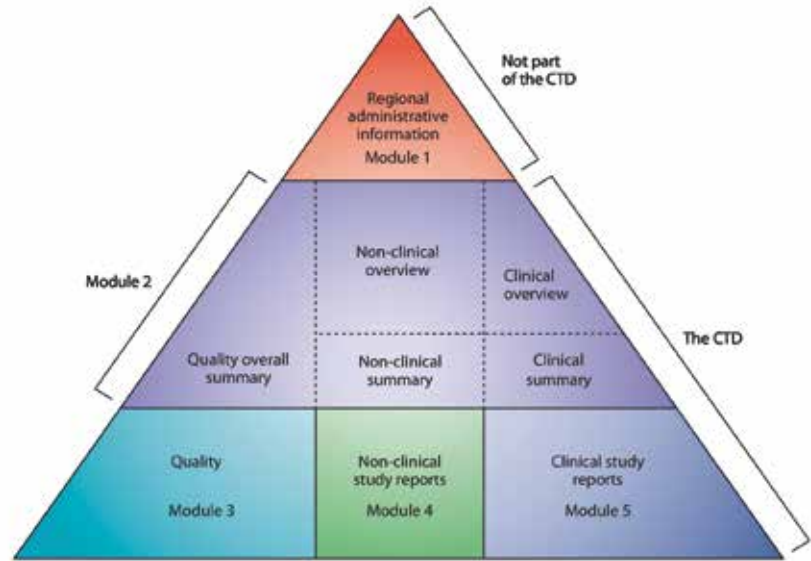 Not part
of the CTD
Regional
administrative
information
Module 1
Module 2
Non-clinical
overview
Clinical
overview
The CTD
Quality overall
summary
Non-clinical
summary
Clinical
summary
Quality
Module 3
Non-clinical
study reports
Module 4
Clinical study
reports
Module 5